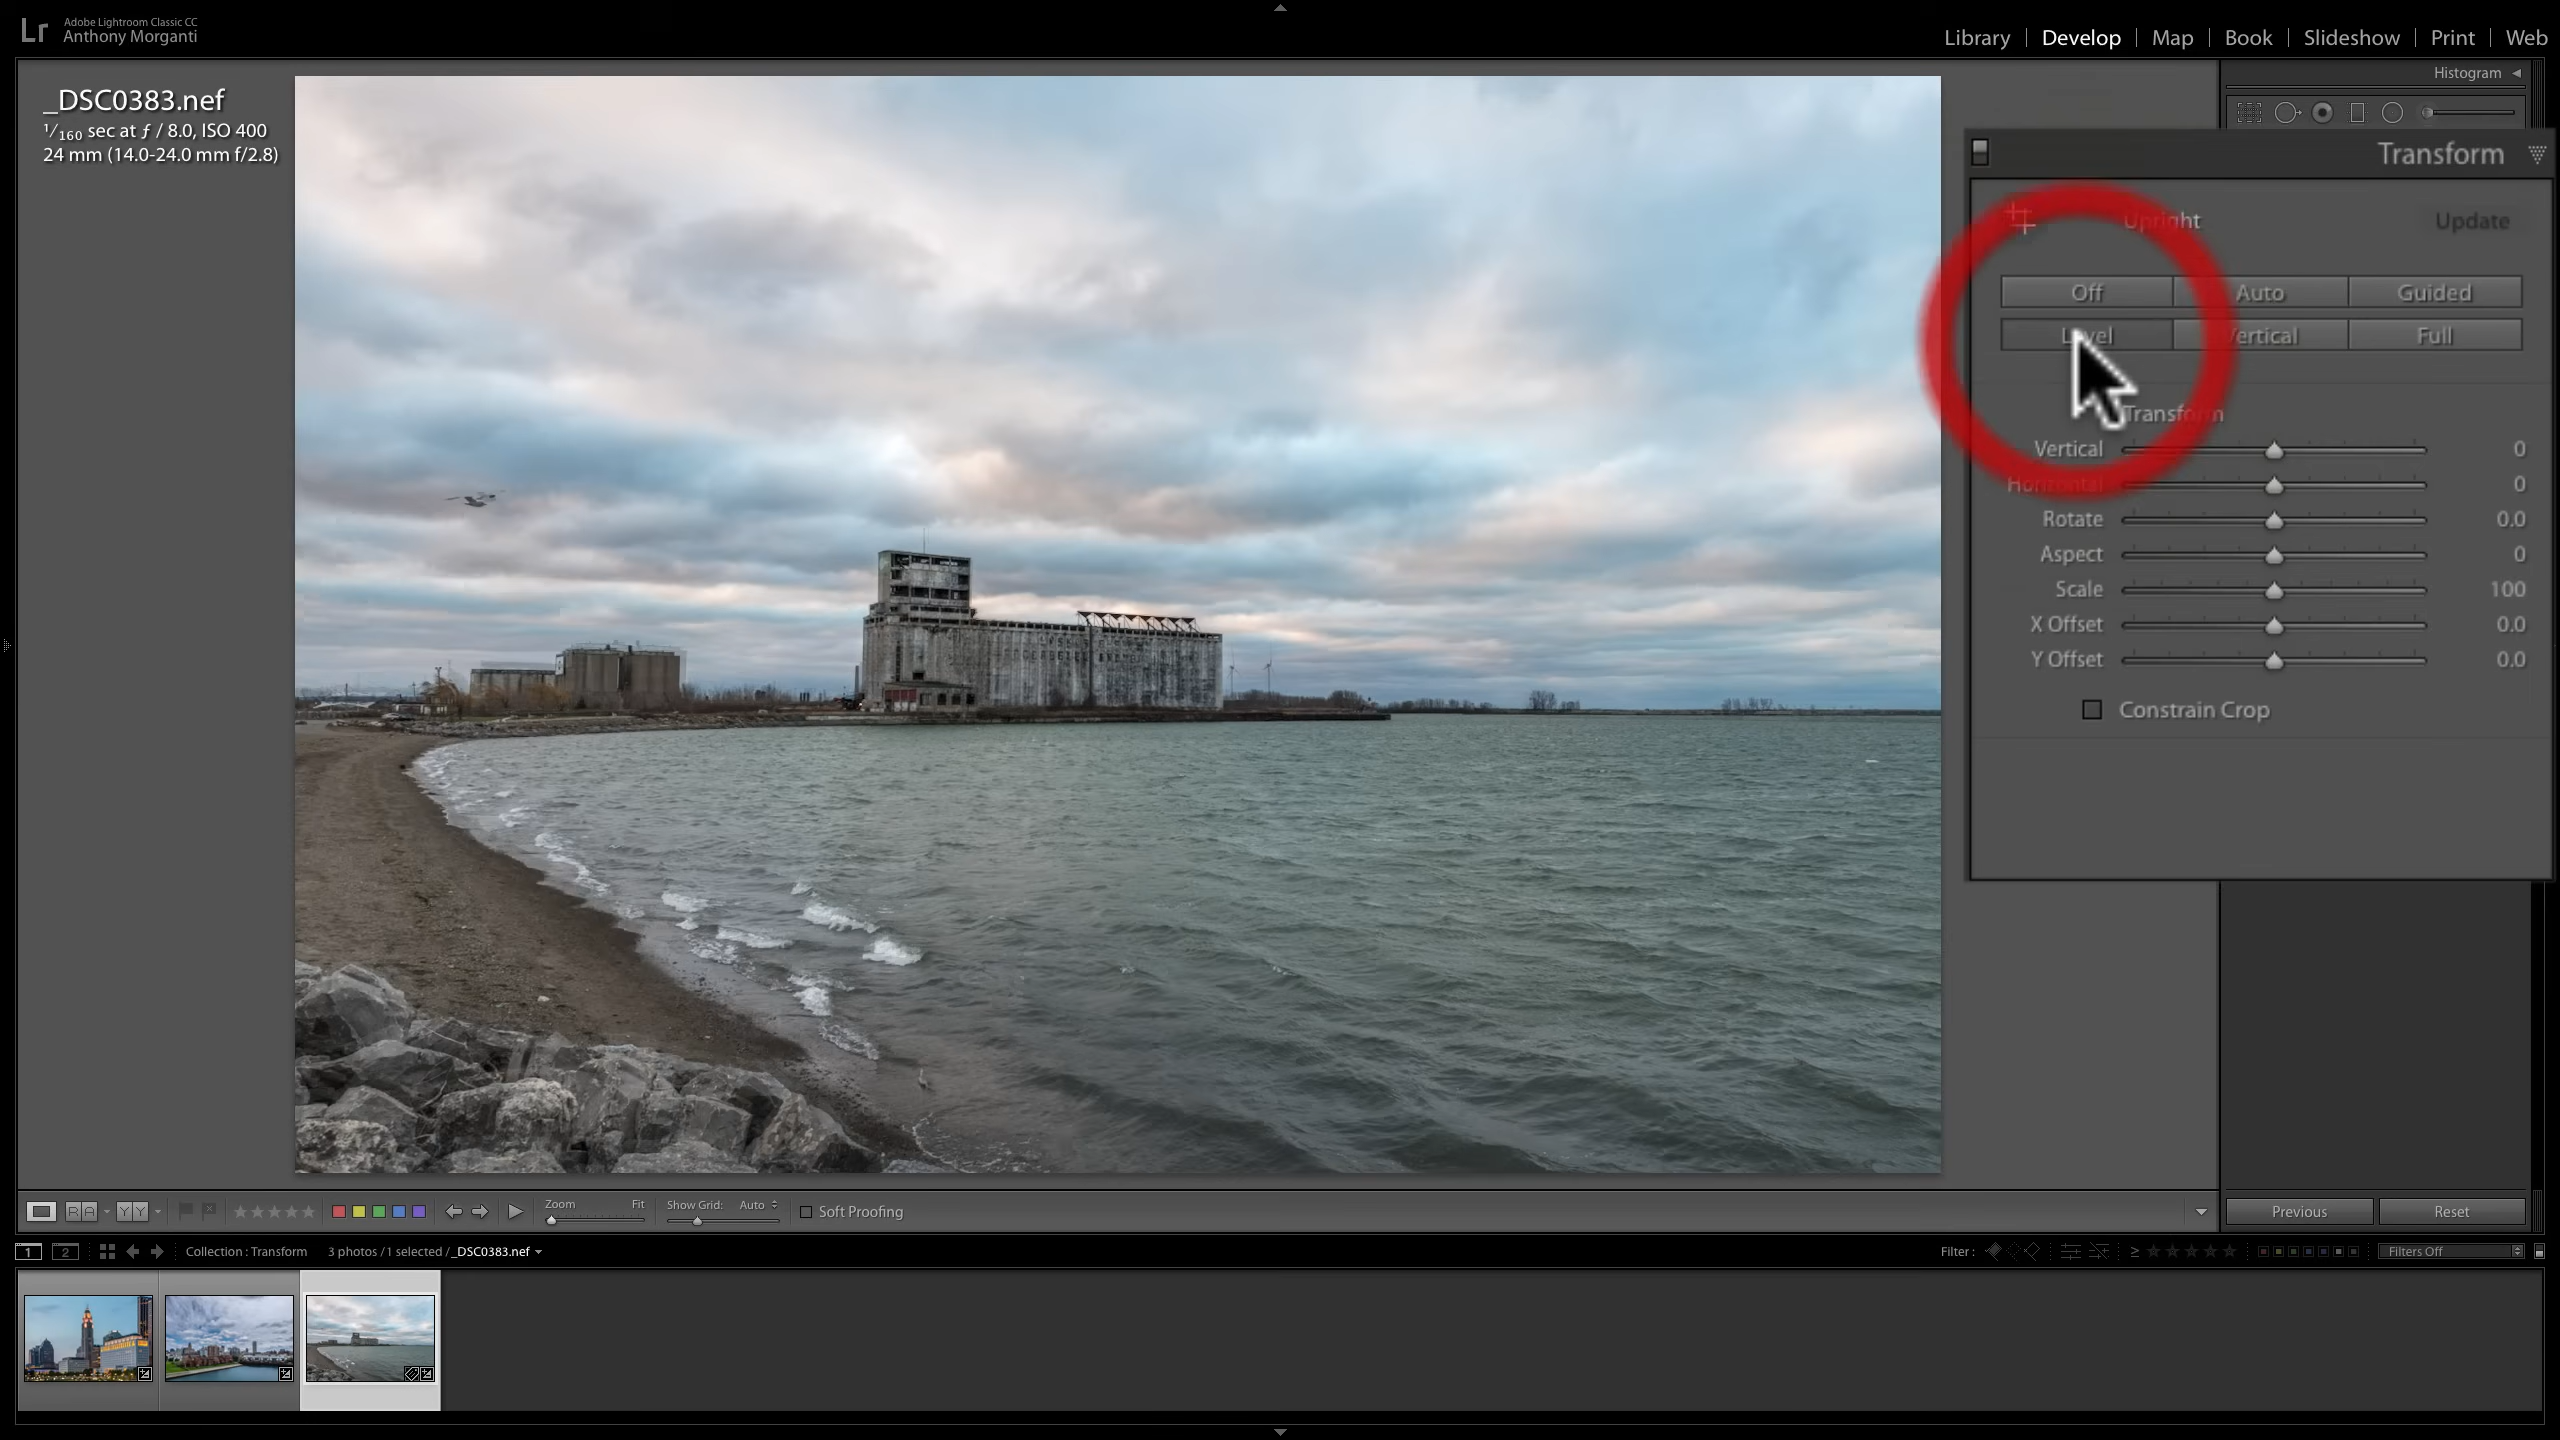 Lr
Adobe Lightroom Classic CC
Anthony Morganti
Library | Develop | Map | Book | Slideshow | Print | Web
_DSC0383.nef
1/160 sec at ƒ / 8.0, ISO 400
24 mm (14.0-24.0 mm f/2.8)
Histogram
Transform
Upright Update
Off Auto Guided
Level Vertical Full
Transform
Vertical 0
Horizontal 0
Rotate 0.0
Aspect 0
Scale 100
X Offset 0.0
Y Offset 0.0
Constrain Crop
R A Y Y Zoom Fit Show Grid: Auto Soft Proofing
Previous Reset
1 2 Collection : Transform 3 photos / 1 selected / _DSC0383.nef
Filter : ≥ Filters Off